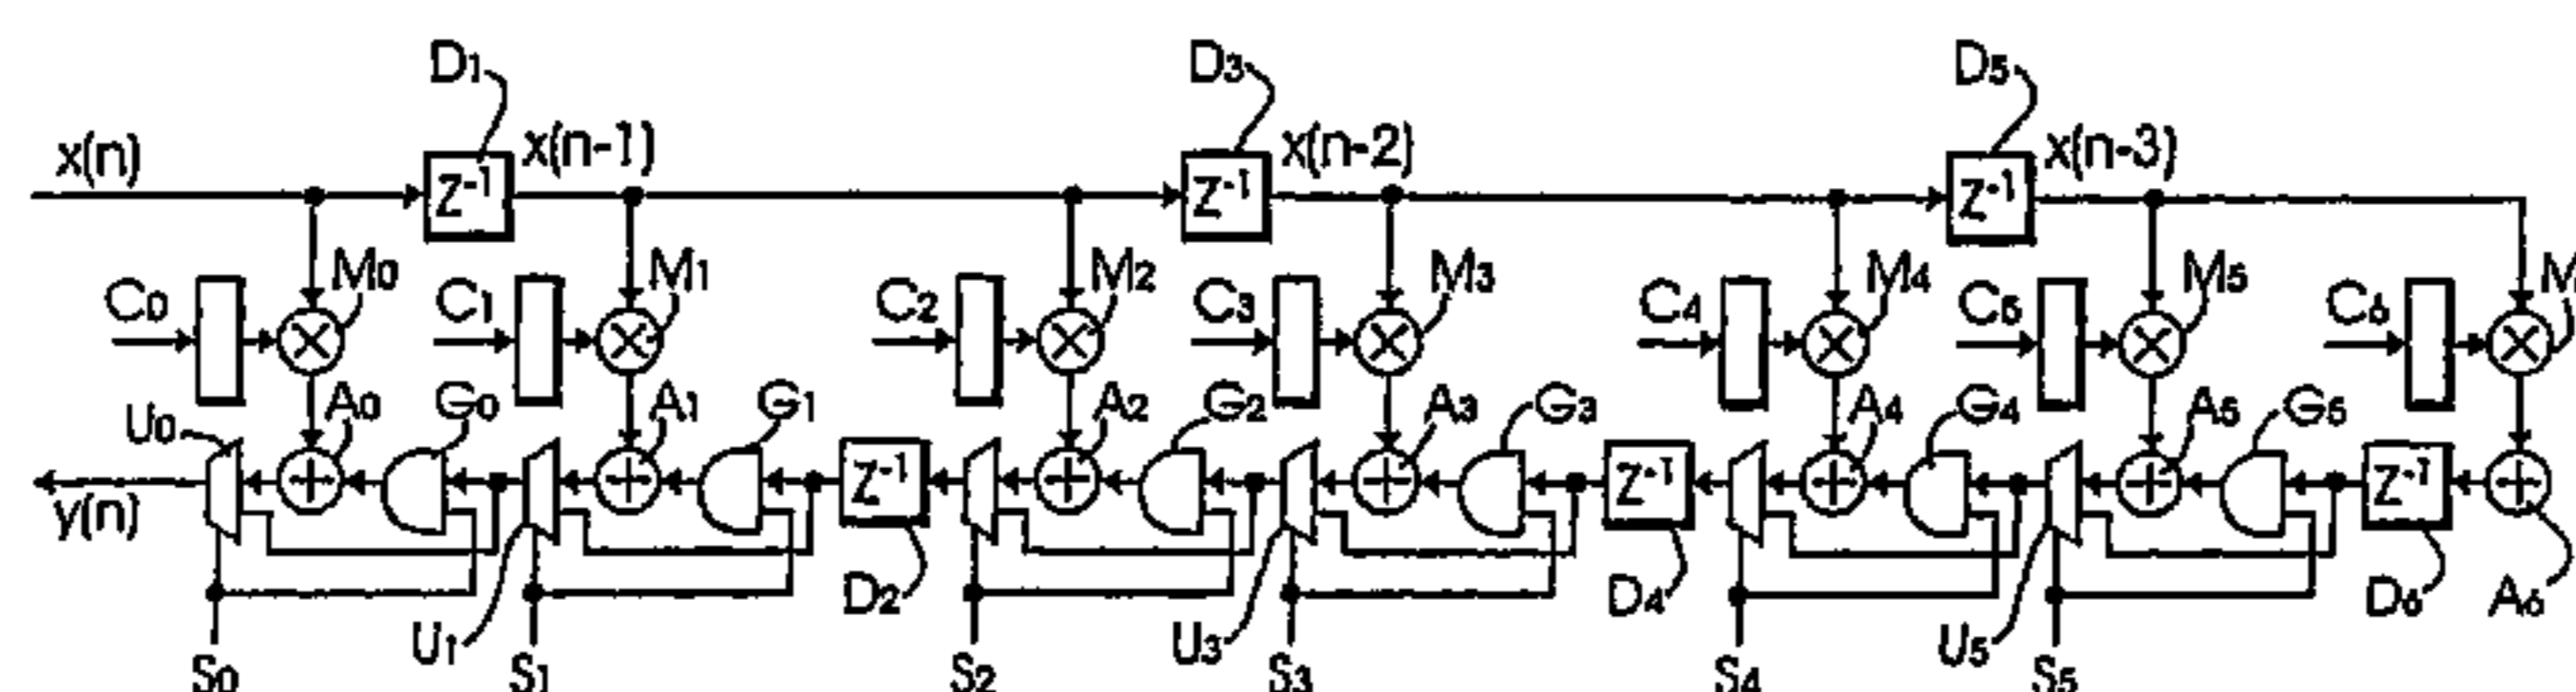 D1 D3 D5
x(n) x(n-1) x(n-2) x(n-3)
Z-1 Z-1 Z-1
M0 M1 M2 M3 M4 M5 M
C0 C1 C2 C3 C4 C5 C6
A0 G0 A1 G1 A2 G2 A3 G3 A4 G4 A5 G5
U0
Z-1 Z-1 Z-1
y(n)
D2 D4 D6 A6
U1 U3 U5
S0 S1 S2 S3 S4 S5